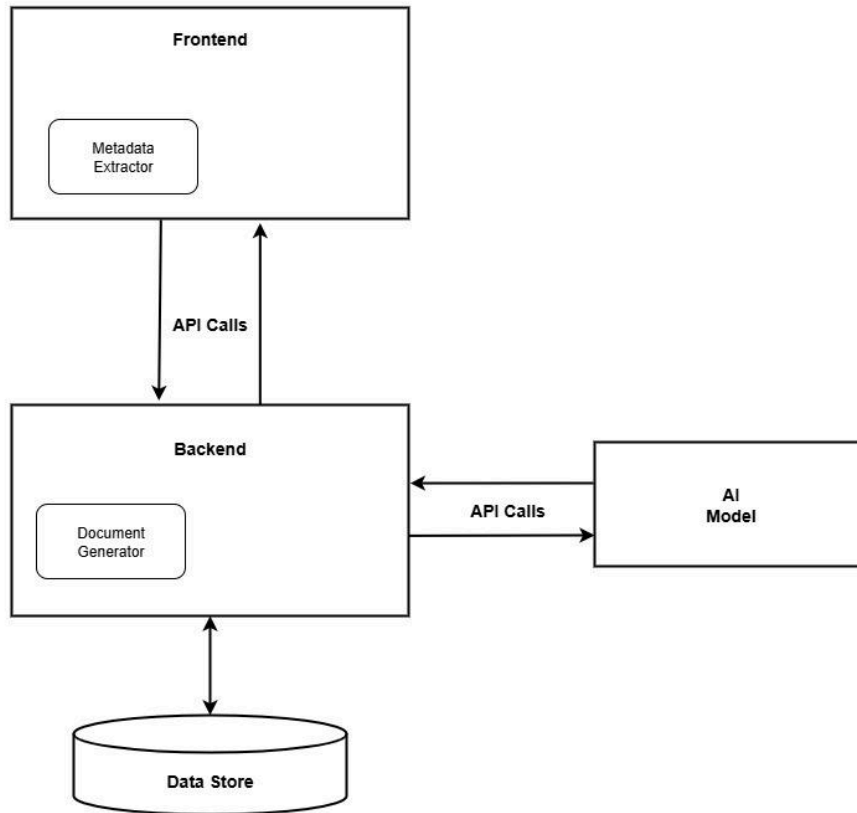 Frontend
Metadata
Extractor
API Calls
Backend
Document
Generator
API Calls
AI
Model
Data Store